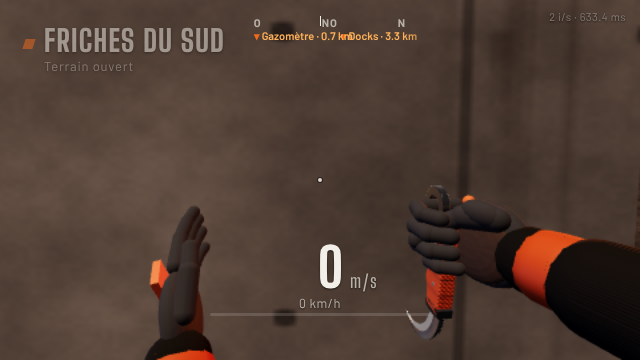 O NO N
▼Gazomètre · 0.7 km Docks · 3.3 km
2 i/s · 633.4 ms
FRICHES DU SUD
Terrain ouvert
0 m/s
0 km/h